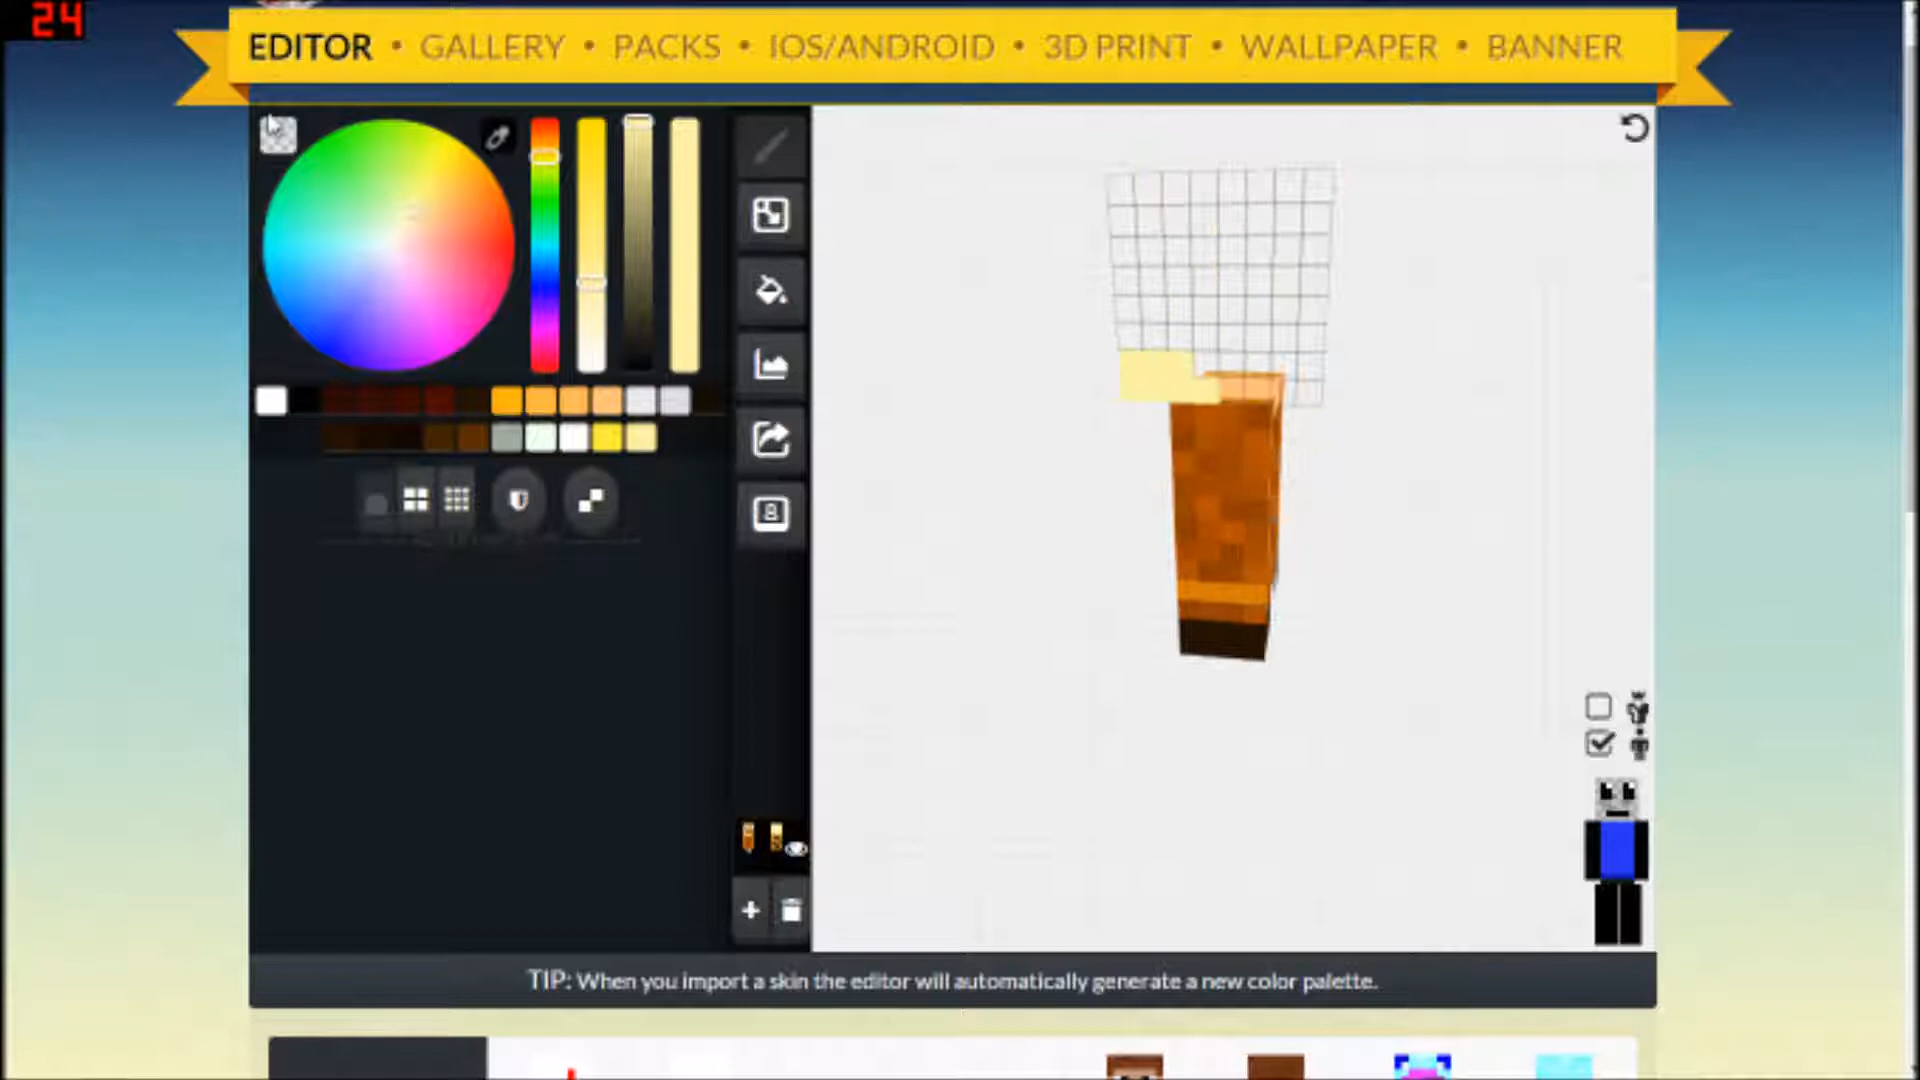 24
EDITOR • GALLERY • PACKS • IOS/ANDROID • 3D PRINT • WALLPAPER • BANNER
TIP: When you import a skin the editor will automatically generate a new color palette.